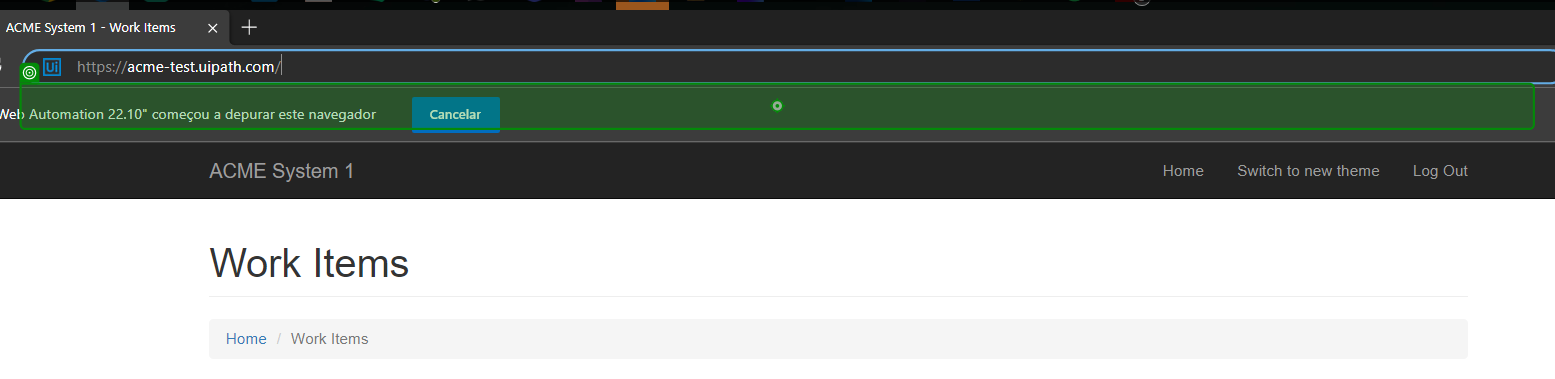 ACME System 1 - Work Items
Ui https://acme-test.uipath.com/
Web Automation 22.10" começou a depurar este navegador Cancelar
ACME System 1 Home Switch to new theme Log Out
Work Items
Home / Work Items